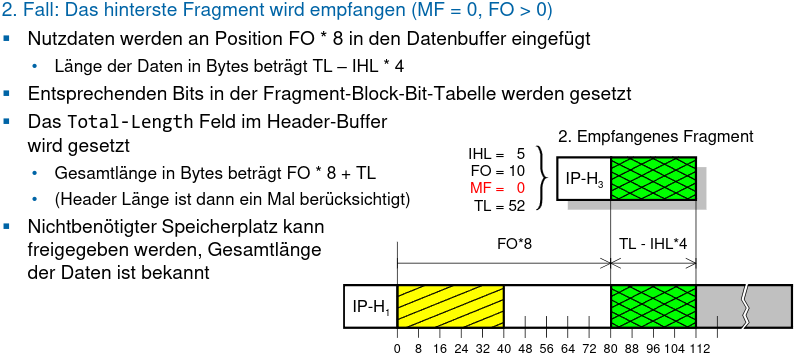 2. Fall: Das hinterste Fragment wird empfangen (MF = 0, FO > 0)
▪ Nutzdaten werden an Position FO * 8 in den Datenbuffer eingefügt
• Länge der Daten in Bytes beträgt TL – IHL * 4
▪ Entsprechenden Bits in der Fragment-Block-Bit-Tabelle werden gesetzt
▪ Das Total-Length Feld im Header-Buffer
wird gesetzt
• Gesamtlänge in Bytes beträgt FO * 8 + TL
• (Header Länge ist dann ein Mal berücksichtigt)
▪ Nichtbenötigter Speicherplatz kann
freigegeben werden, Gesamtlänge
der Daten ist bekannt
2. Empfangenes Fragment
IHL = 5
FO = 10
MF = 0
TL = 52
IP-H3
FO*8
TL - IHL*4
IP-H1
0 8 16 24 32 40 48 56 64 72 80 88 96 104 112